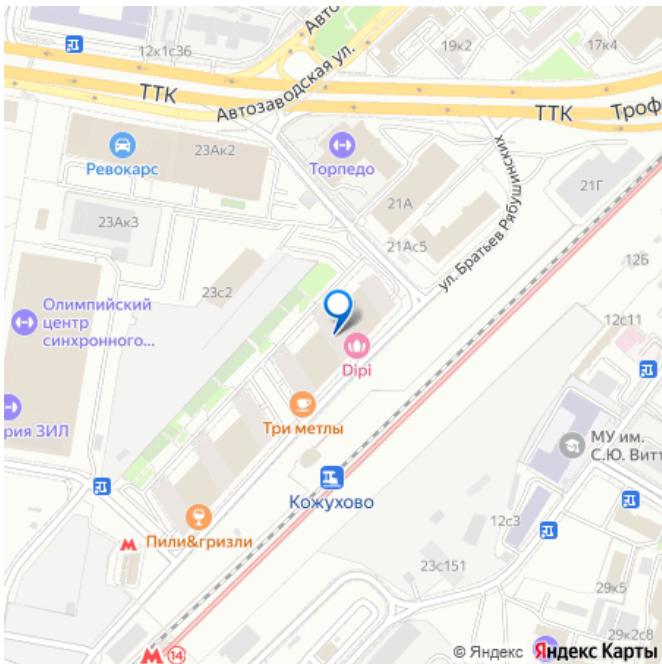 Авто
12к1с36
19к2
17к4
Автозаводская ул.
ТТК
ТТК
Троф
23Ак2
Ревокарс
Торпедо
21Г
21А
23Ак3
21Ас5
ул. Братьев Рябушинских
12Б
23с2
Олимпийский
центр
синхронного...
12с11
Dipi
рия ЗИЛ
Три метлы
МУ им.
С.Ю. Витт
Кожухово
12с3
Пили&гризли
23с151
29к5
29к2с8
14
© Яндекс Яндекс Карты